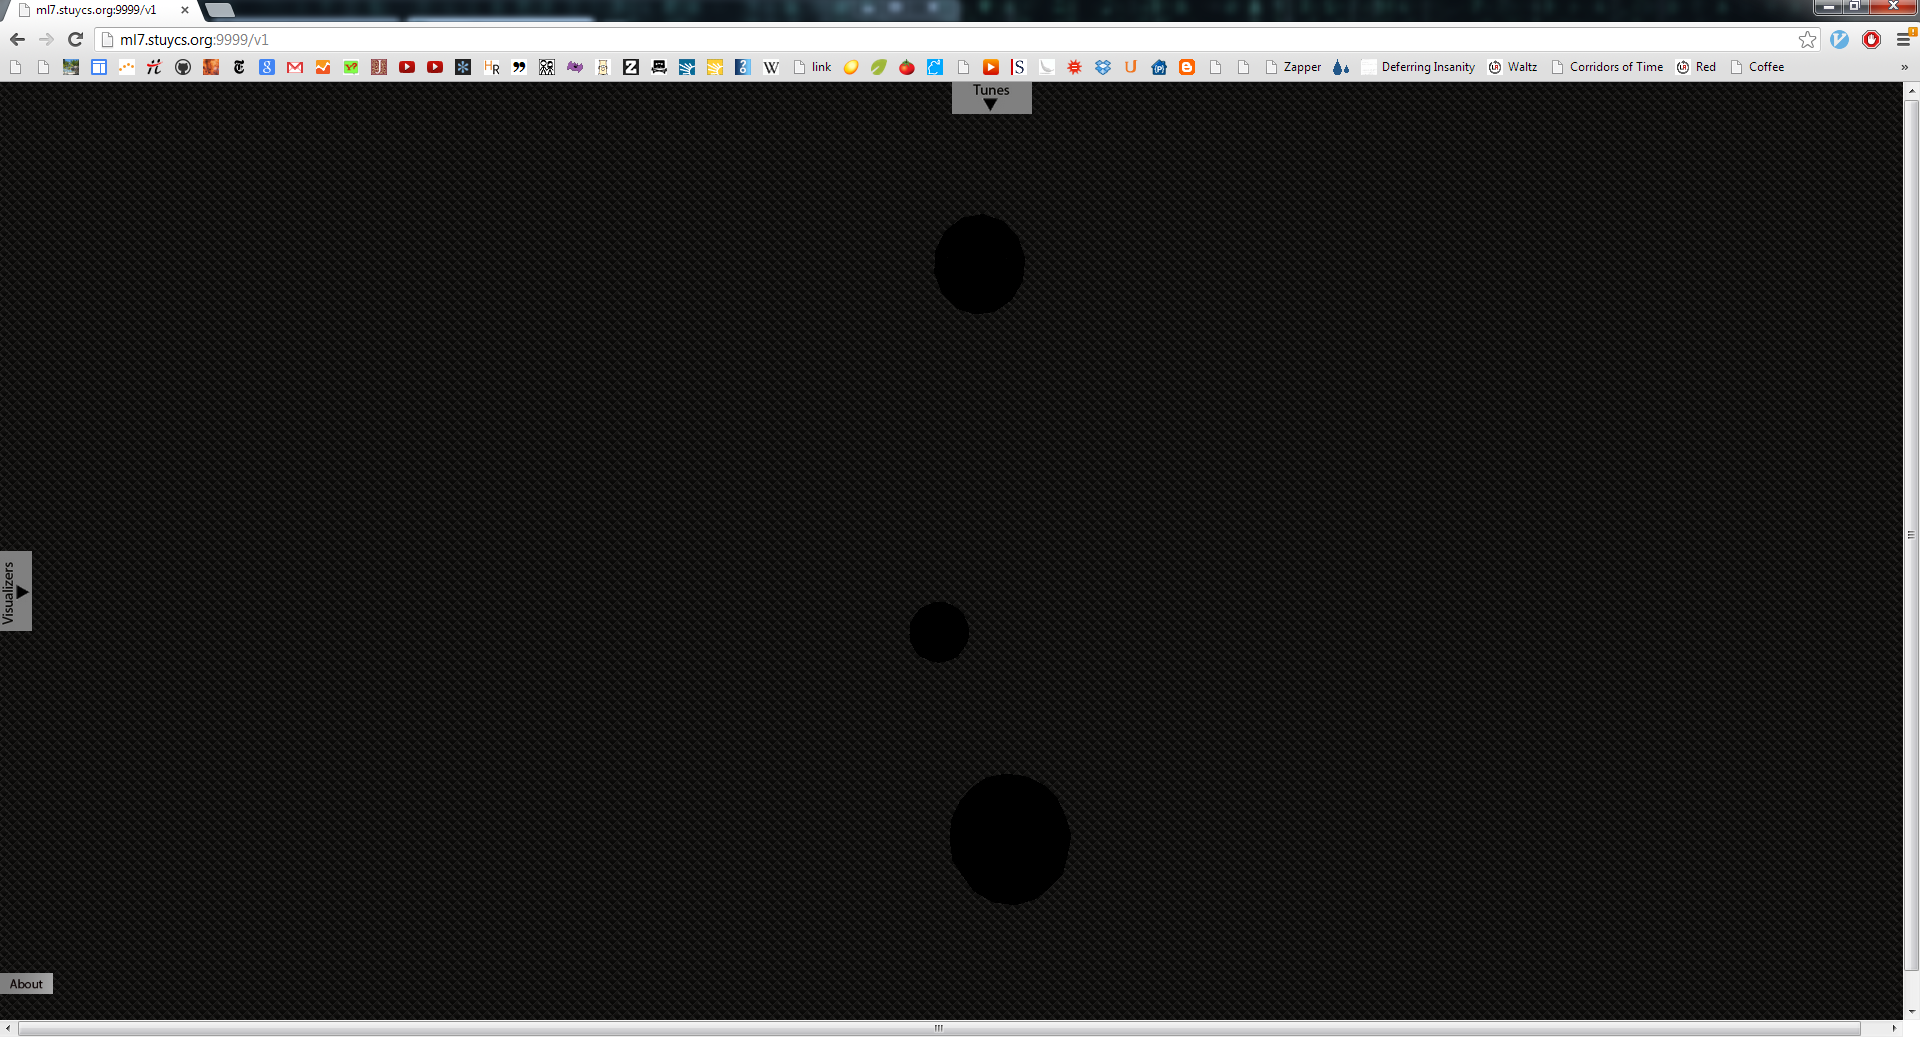 ml7.stuycs.org:9999/v1
ml7.stuycs.org:9999/v1
link Zapper Deferring Insanity Waltz Corridors of Time Red Coffee »
Tunes
Visualizers
About